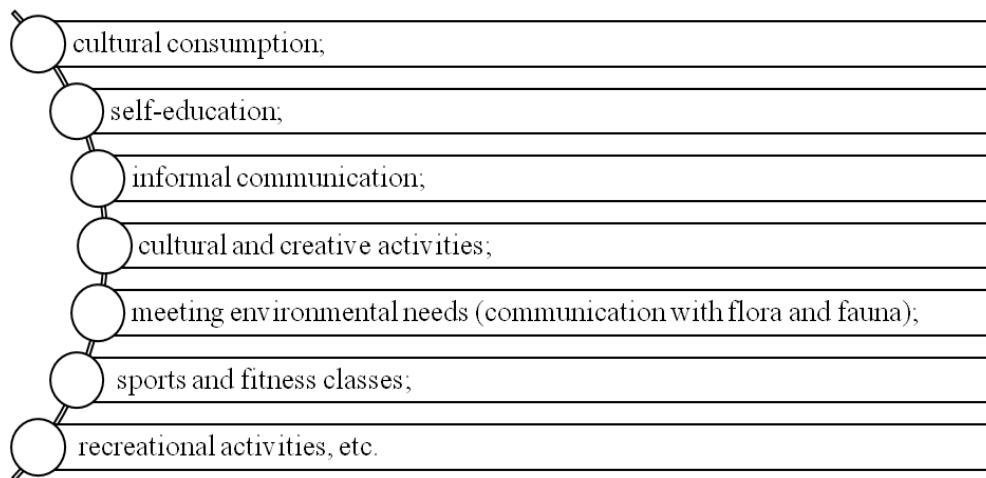 cultural consumption;
self-education;
informal communication;
cultural and creative activities;
meeting environmental needs (communication with flora and fauna);
sports and fitness classes;
recreational activities, etc.